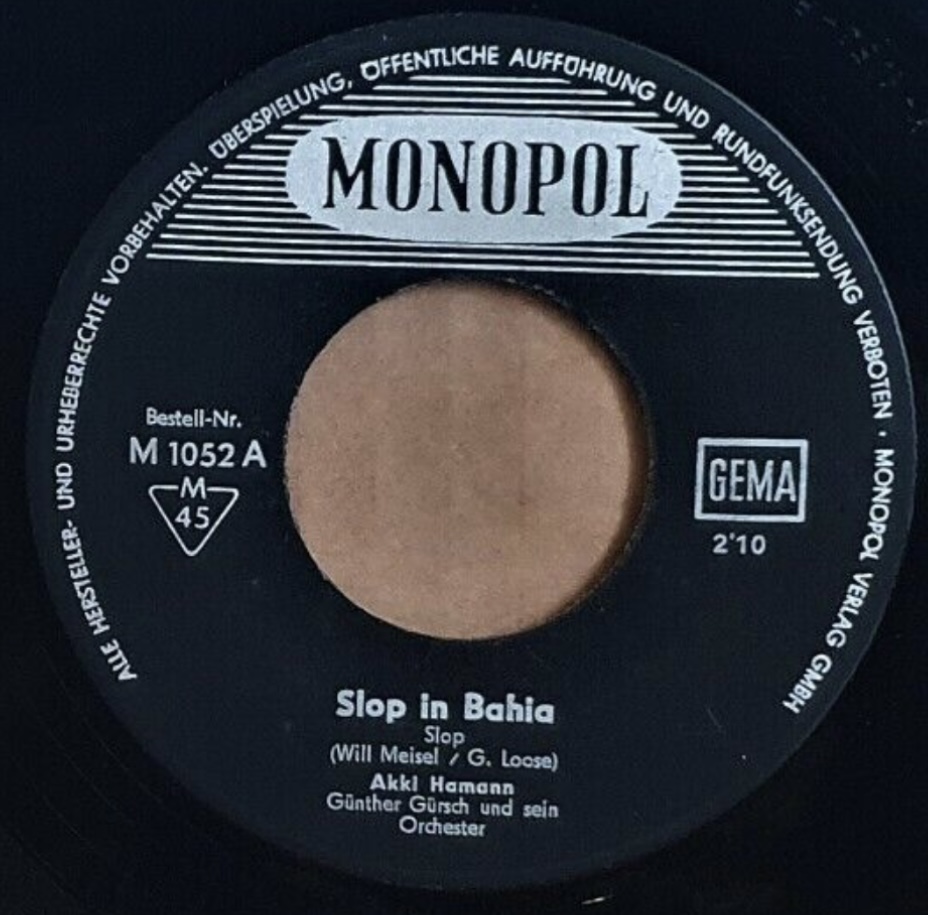 ALLE HERSTELLER- UND URHEBERRECHTE VORBEHALTEN. ÜBERSPIELUNG, ÖFFENTLICHE AUFFÜHRUNG UND RUNDFUNKSENDUNG VERBOTEN · MONOPOL VERLAG GMBH
MONOPOL
Bestell-Nr.
M 1052 A
M
45
GEMA
2'10
Slop in Bahia
Slop
(Will Meisel / G. Loose)
Akki Hamann
Günther Gürsch und sein
Orchester